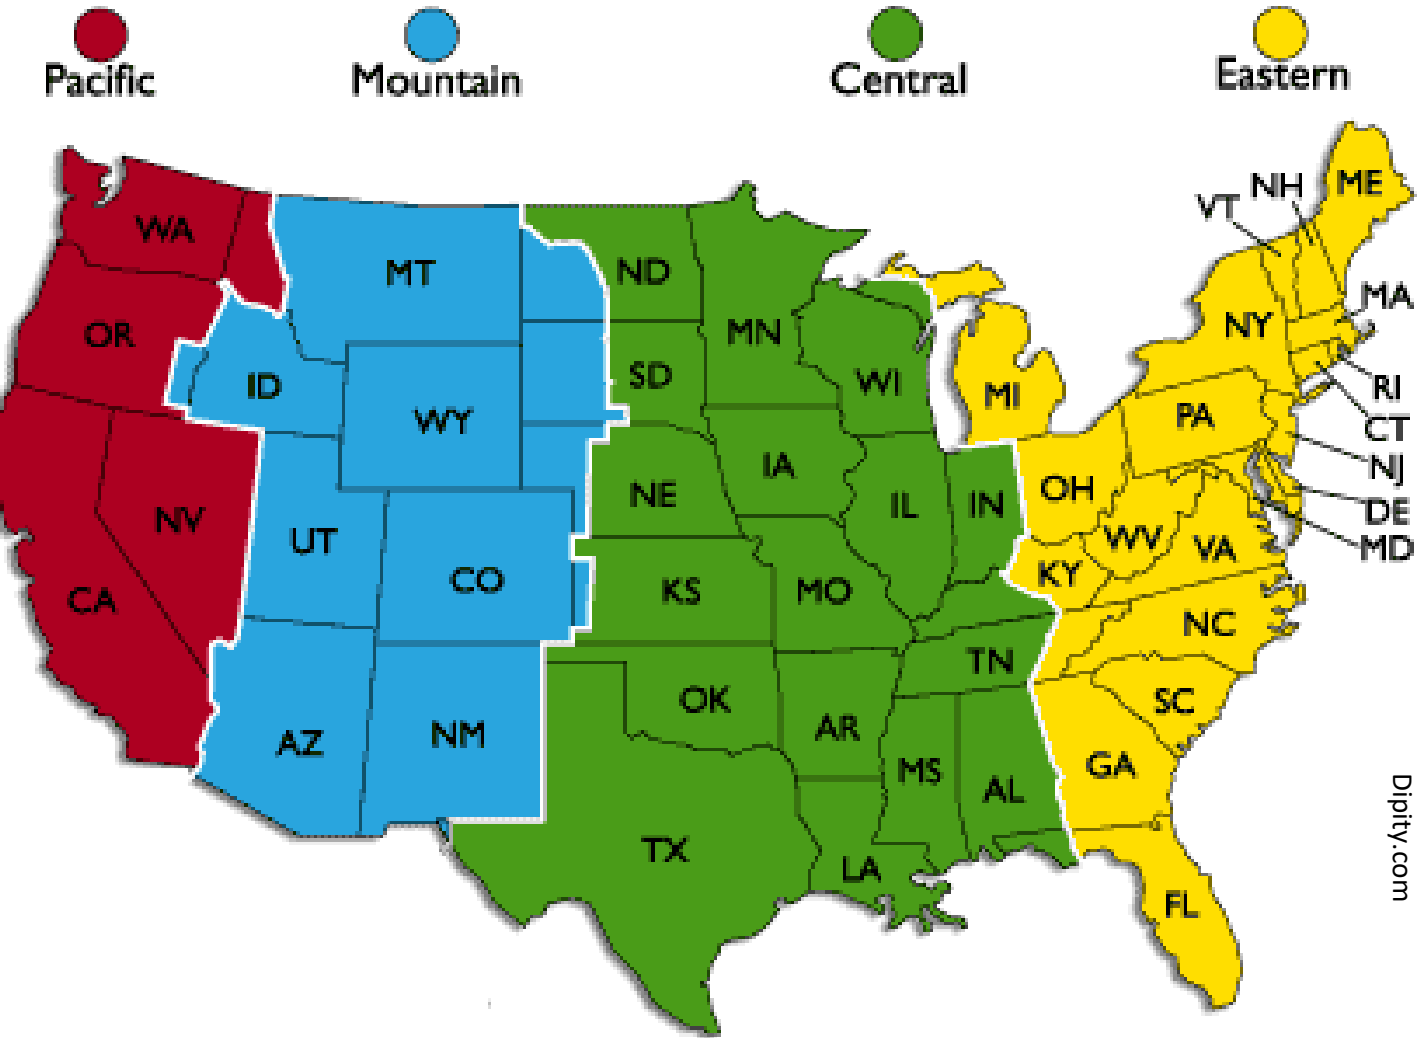 Pacific
Mountain
Central
Eastern
WA
OR
CA
NV
ID
MT
WY
UT
CO
AZ
NM
ND
SD
NE
KS
OK
TX
MN
IA
MO
AR
LA
WI
IL
IN
TN
MS
AL
MI
OH
KY
WV
VA
NC
SC
GA
FL
PA
NY
VT
NH
ME
MA
RI
CT
NJ
DE
MD
Dipity.com